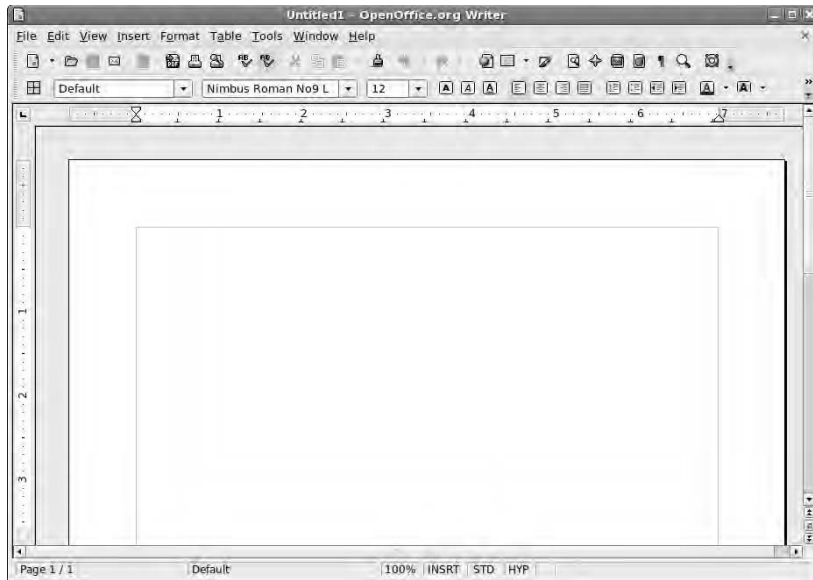 Untitled1 - OpenOffice.org Writer
File Edit View Insert Format Table Tools Window Help
Default Nimbus Roman No9 L 12 A A A A A
1 2 3 4 5 6 7
1
2
3
Page 1 / 1 Default 100% INSRT STD HYP